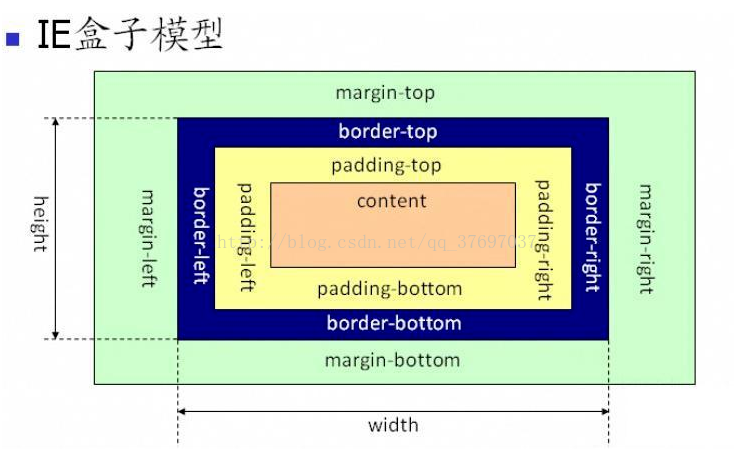 IE盒子模型
margin-top
border-top
padding-top
content
height
margin-left
border-left
padding-left
padding-right
border-right
margin-right
http://blog.csdn.net/qq_37697037
padding-bottom
border-bottom
margin-bottom
width